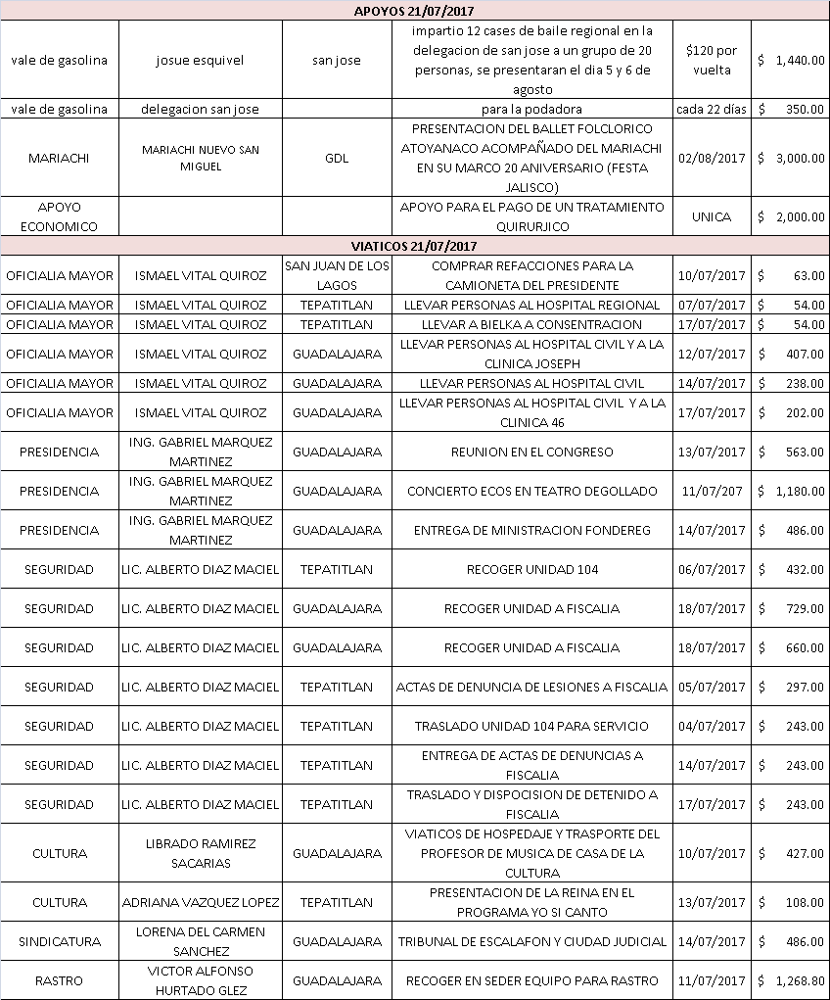 APOYOS 21/07/2017
vale de gasolina josue esquivel san jose impartio 12 cases de baile regional en la delegacion de san jose a un grupo de 20 personas, se presentaran el dia 5 y 6 de agosto $120 por vuelta $ 1,440.00
vale de gasolina delegacion san jose para la podadora cada 22 días $ 350.00
MARIACHI MARIACHI NUEVO SAN MIGUEL GDL PRESENTACION DEL BALLET FOLCLORICO ATOYANACO ACOMPAÑADO DEL MARIACHI EN SU MARCO 20 ANIVERSARIO (FESTA JALISCO) 02/08/2017 $ 3,000.00
APOYO ECONOMICO APOYO PARA EL PAGO DE UN TRATAMIENTO QUIRURJICO UNICA $ 2,000.00
VIATICOS 21/07/2017
OFICIALIA MAYOR ISMAEL VITAL QUIROZ SAN JUAN DE LOS LAGOS COMPRAR REFACCIONES PARA LA CAMIONETA DEL PRESIDENTE 10/07/2017 $ 63.00
OFICIALIA MAYOR ISMAEL VITAL QUIROZ TEPATITLAN LLEVAR PERSONAS AL HOSPITAL REGIONAL 07/07/2017 $ 54.00
OFICIALIA MAYOR ISMAEL VITAL QUIROZ TEPATITLAN LLEVAR A BIELKA A CONSENTRACION 17/07/2017 $ 54.00
OFICIALIA MAYOR ISMAEL VITAL QUIROZ GUADALAJARA LLEVAR PERSONAS AL HOSPITAL CIVIL Y A LA CLINICA JOSEPH 12/07/2017 $ 407.00
OFICIALIA MAYOR ISMAEL VITAL QUIROZ GUADALAJARA LLEVAR PERSONAS AL HOSPITAL CIVIL 14/07/2017 $ 238.00
OFICIALIA MAYOR ISMAEL VITAL QUIROZ GUADALAJARA LLEVAR PERSONAS AL HOSPITAL CIVIL Y A LA CLINICA 46 17/07/2017 $ 202.00
PRESIDENCIA ING. GABRIEL MARQUEZ MARTINEZ GUADALAJARA REUNION EN EL CONGRESO 13/07/2017 $ 563.00
PRESIDENCIA ING. GABRIEL MARQUEZ MARTINEZ GUADALAJARA CONCIERTO ECOS EN TEATRO DEGOLLADO 11/07/207 $ 1,180.00
PRESIDENCIA ING. GABRIEL MARQUEZ MARTINEZ GUADALAJARA ENTREGA DE MINISTRACION FONDEREG 14/07/2017 $ 486.00
SEGURIDAD LIC. ALBERTO DIAZ MACIEL TEPATITLAN RECOGER UNIDAD 104 06/07/2017 $ 432.00
SEGURIDAD LIC. ALBERTO DIAZ MACIEL GUADALAJARA RECOGER UNIDAD A FISCALIA 18/07/2017 $ 729.00
SEGURIDAD LIC. ALBERTO DIAZ MACIEL GUADALAJARA RECOGER UNIDAD A FISCALIA 18/07/2017 $ 660.00
SEGURIDAD LIC. ALBERTO DIAZ MACIEL TEPATITLAN ACTAS DE DENUNCIA DE LESIONES A FISCALIA 05/07/2017 $ 297.00
SEGURIDAD LIC. ALBERTO DIAZ MACIEL TEPATITLAN TRASLADO UNIDAD 104 PARA SERVICIO 04/07/2017 $ 243.00
SEGURIDAD LIC. ALBERTO DIAZ MACIEL TEPATITLAN ENTREGA DE ACTAS DE DENUNCIAS A FISCALIA 14/07/2017 $ 243.00
SEGURIDAD LIC. ALBERTO DIAZ MACIEL TEPATITLAN TRASLADO Y DISPOCISION DE DETENIDO A FISCALIA 17/07/2017 $ 243.00
CULTURA LIBRADO RAMIREZ SACARIAS GUADALAJARA VIATICOS DE HOSPEDAJE Y TRASPORTE DEL PROFESOR DE MUSICA DE CASA DE LA CULTURA 10/07/2017 $ 427.00
CULTURA ADRIANA VAZQUEZ LOPEZ TEPATITLAN PRESENTACION DE LA REINA EN EL PROGRAMA YO SI CANTO 13/07/2017 $ 108.00
SINDICATURA LORENA DEL CARMEN SANCHEZ GUADALAJARA TRIBUNAL DE ESCALAFON Y CIUDAD JUDICIAL 14/07/2017 $ 486.00
RASTRO VICTOR ALFONSO HURTADO GLEZ GUADALAJARA RECOGER EN SEDER EQUIPO PARA RASTRO 11/07/2017 $ 1,268.80